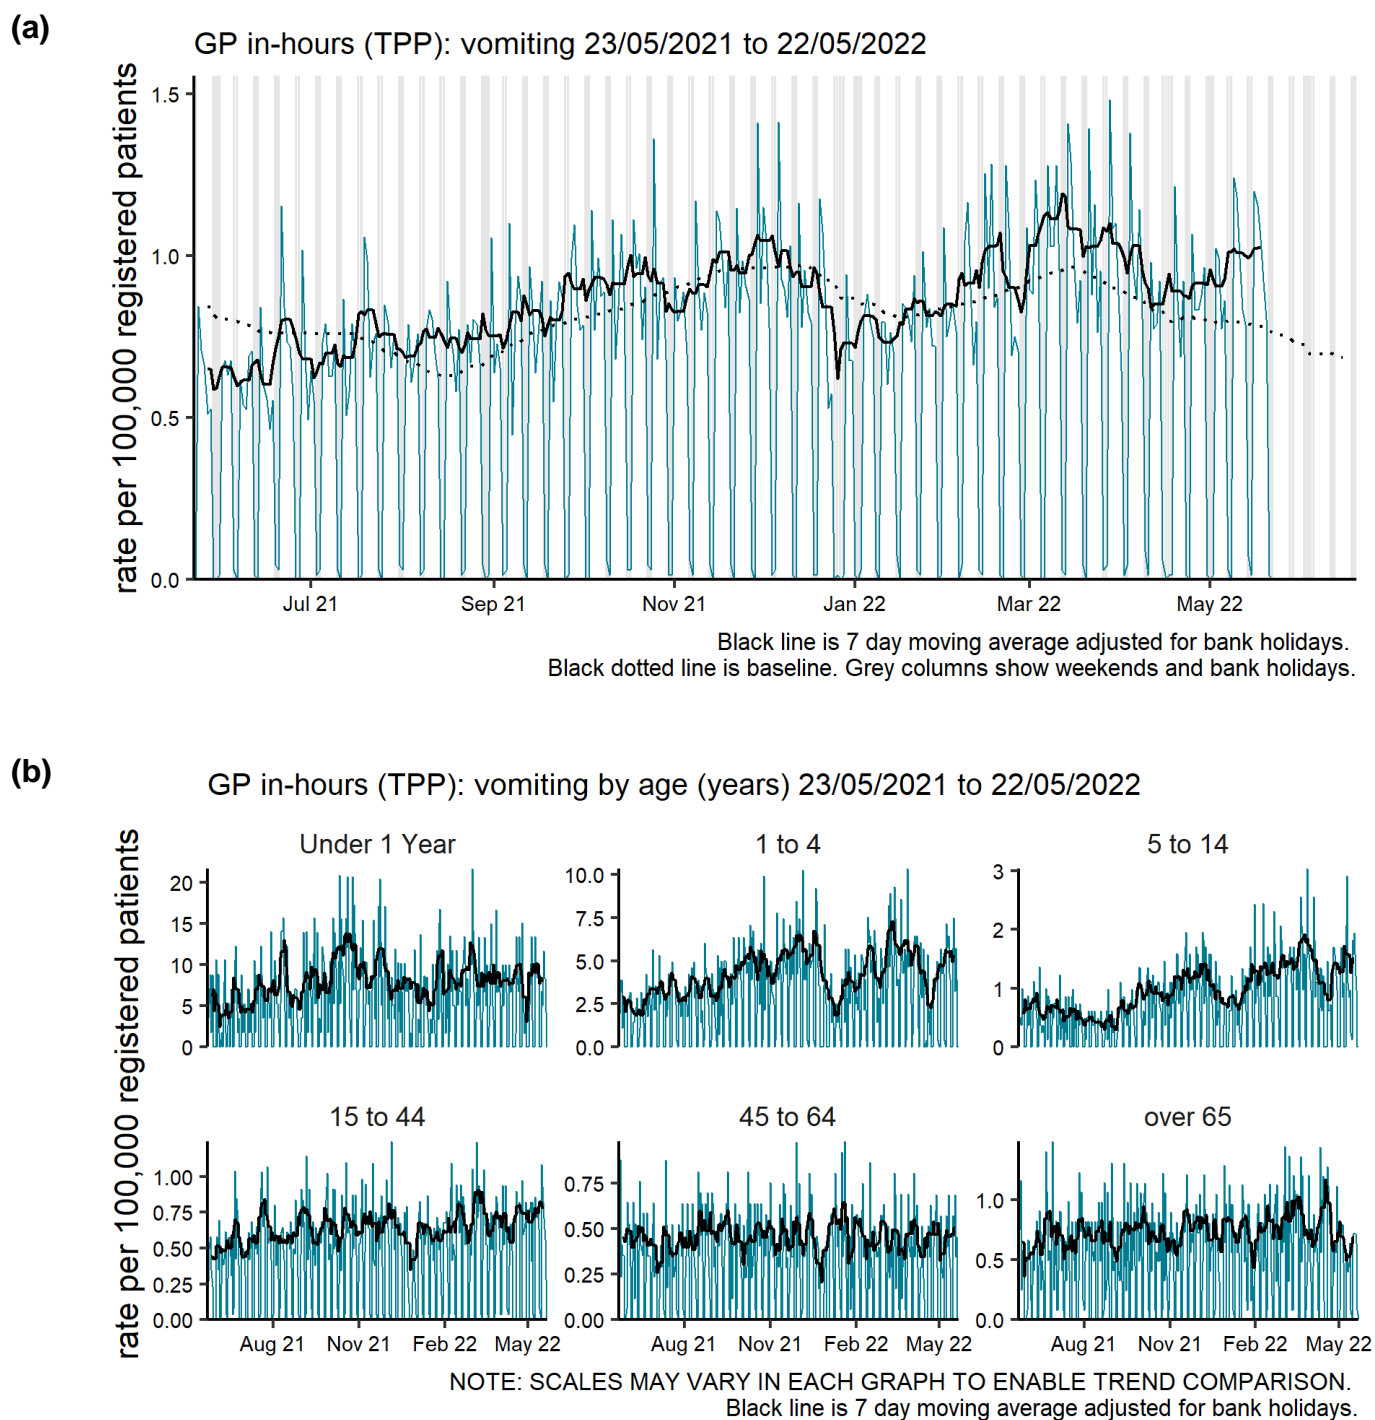 (a)
GP in-hours (TPP): vomiting 23/05/2021 to 22/05/2022
rate per 100,000 registered patients
1.5
1.0
0.5
0.0
Jul 21 Sep 21 Nov 21 Jan 22 Mar 22 May 22
Black line is 7 day moving average adjusted for bank holidays.
Black dotted line is baseline. Grey columns show weekends and bank holidays.
(b)
GP in-hours (TPP): vomiting by age (years) 23/05/2021 to 22/05/2022
rate per 100,000 registered patients
Under 1 Year
20
15
10
5
0
1 to 4
10.0
7.5
5.0
2.5
0.0
5 to 14
3
2
1
0
15 to 44
1.00
0.75
0.50
0.25
0.00
Aug 21 Nov 21 Feb 22 May 22
45 to 64
0.75
0.50
0.25
0.00
Aug 21 Nov 21 Feb 22 May 22
over 65
1.0
0.5
0.0
Aug 21 Nov 21 Feb 22 May 22
NOTE: SCALES MAY VARY IN EACH GRAPH TO ENABLE TREND COMPARISON.
Black line is 7 day moving average adjusted for bank holidays.